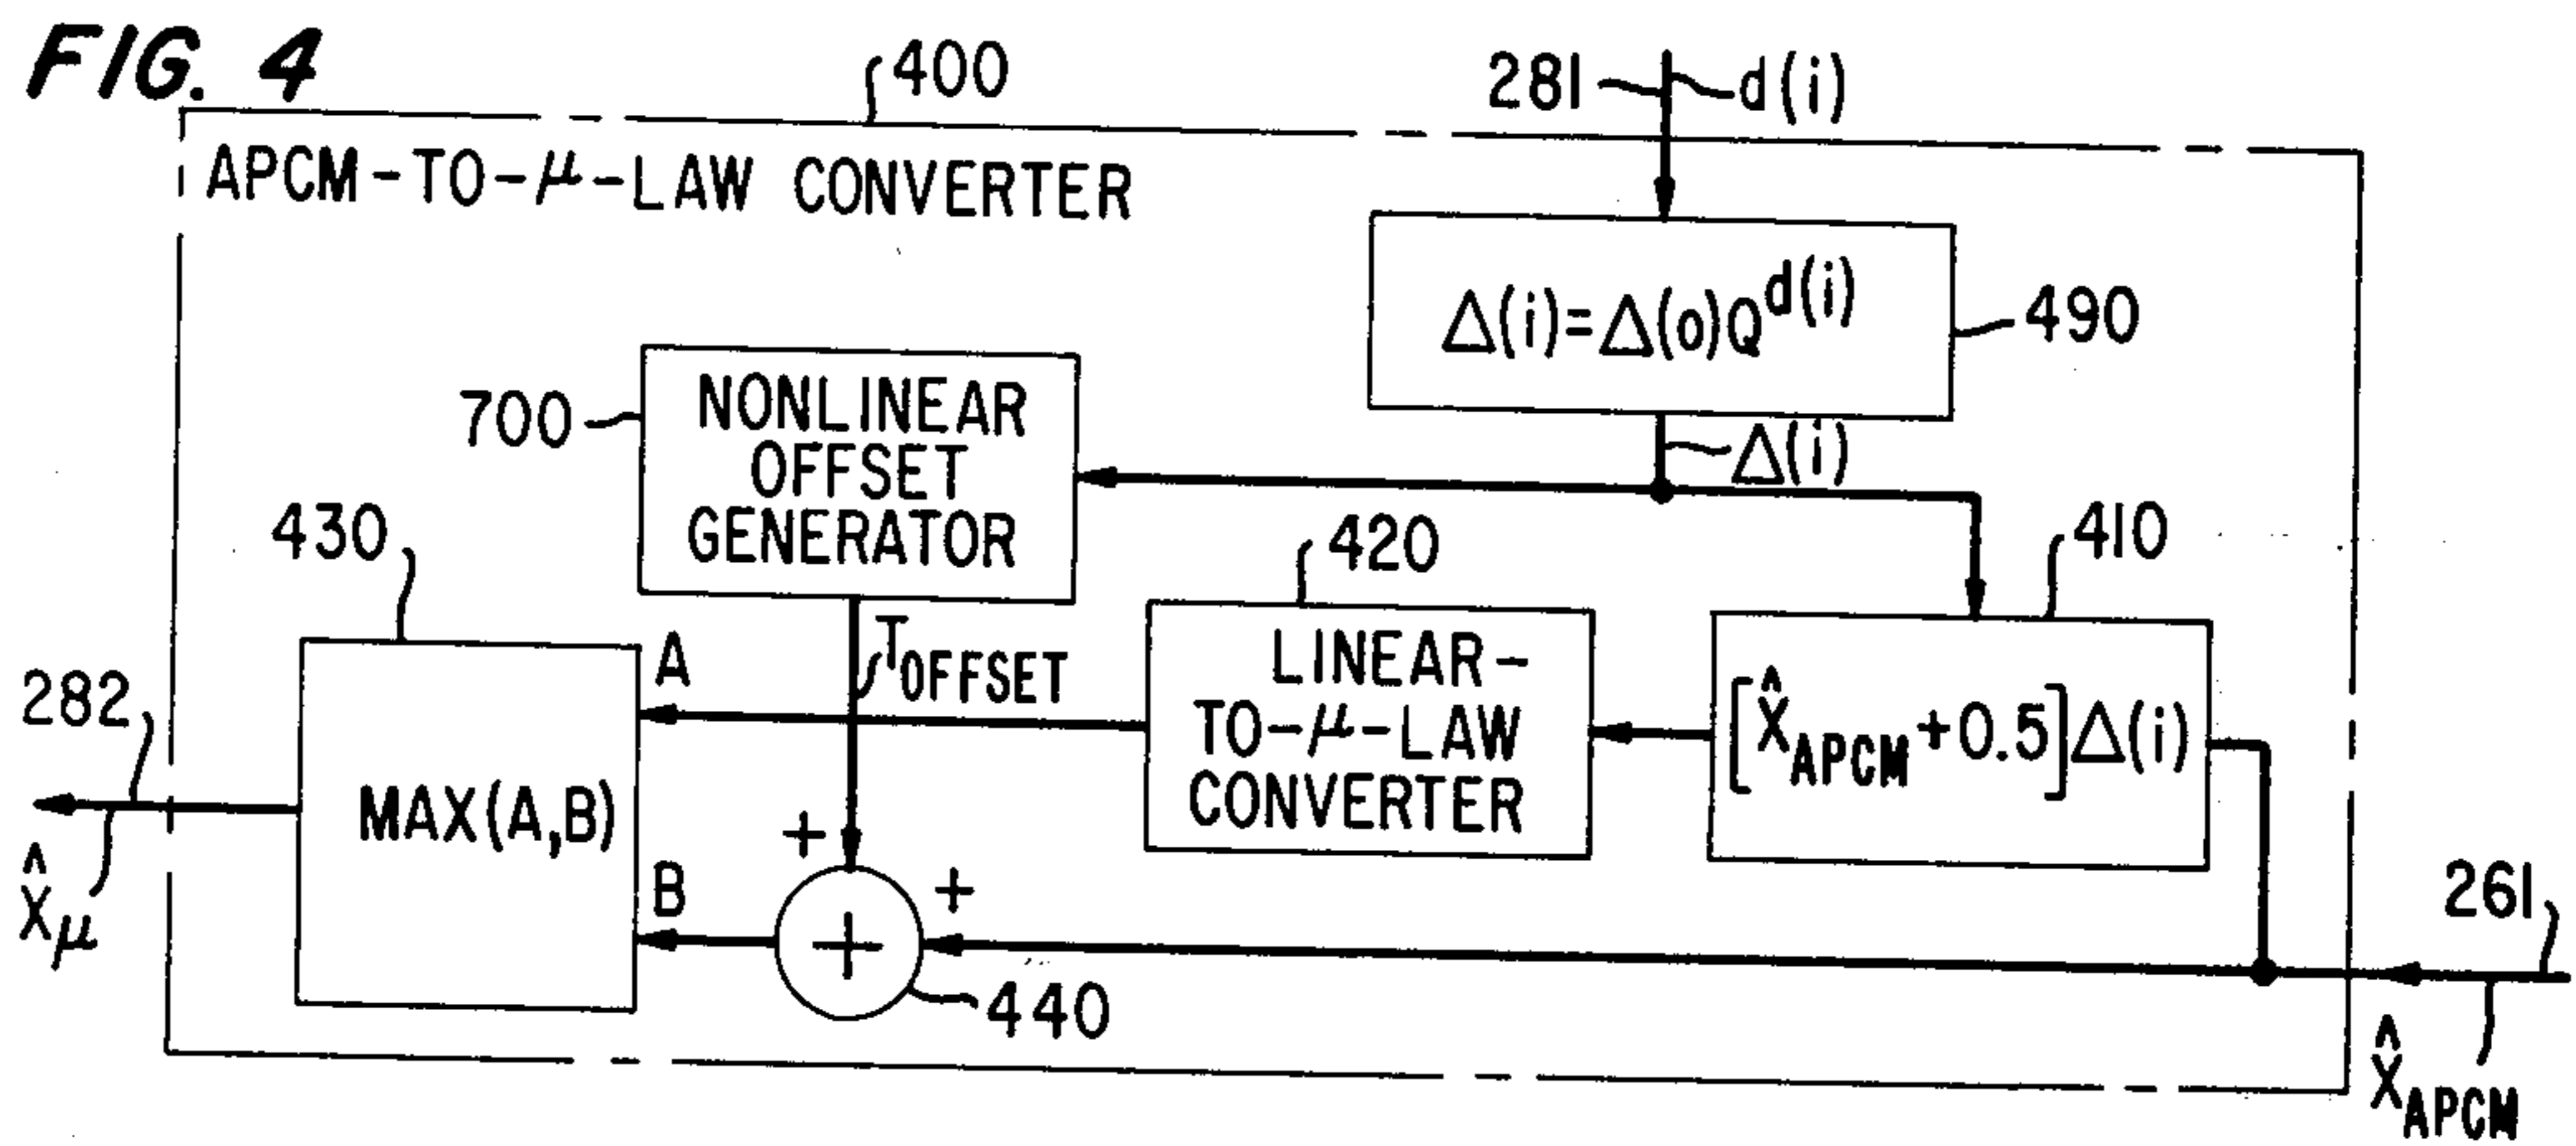 FIG. 4
400
281
d(i)
APCM-TO-μ-LAW CONVERTER
Δ(i)=Δ(0)Q^d(i)
490
700
NONLINEAR
OFFSET
GENERATOR
Δ(i)
430
420
410
T_OFFSET
A
LINEAR-
TO-μ-LAW
CONVERTER
[X̂_APCM+0.5]Δ(i)
282
MAX(A,B)
X̂_μ
B
+
+
+
440
261
X̂_APCM